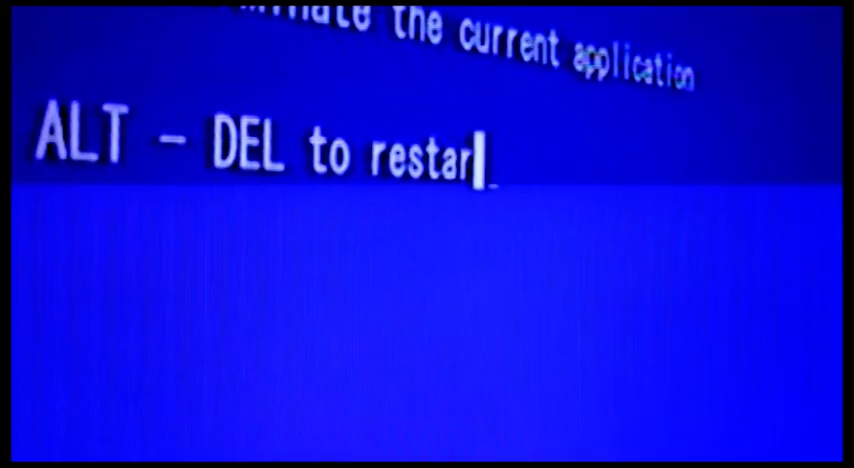 the current application
ALT - DEL to restar